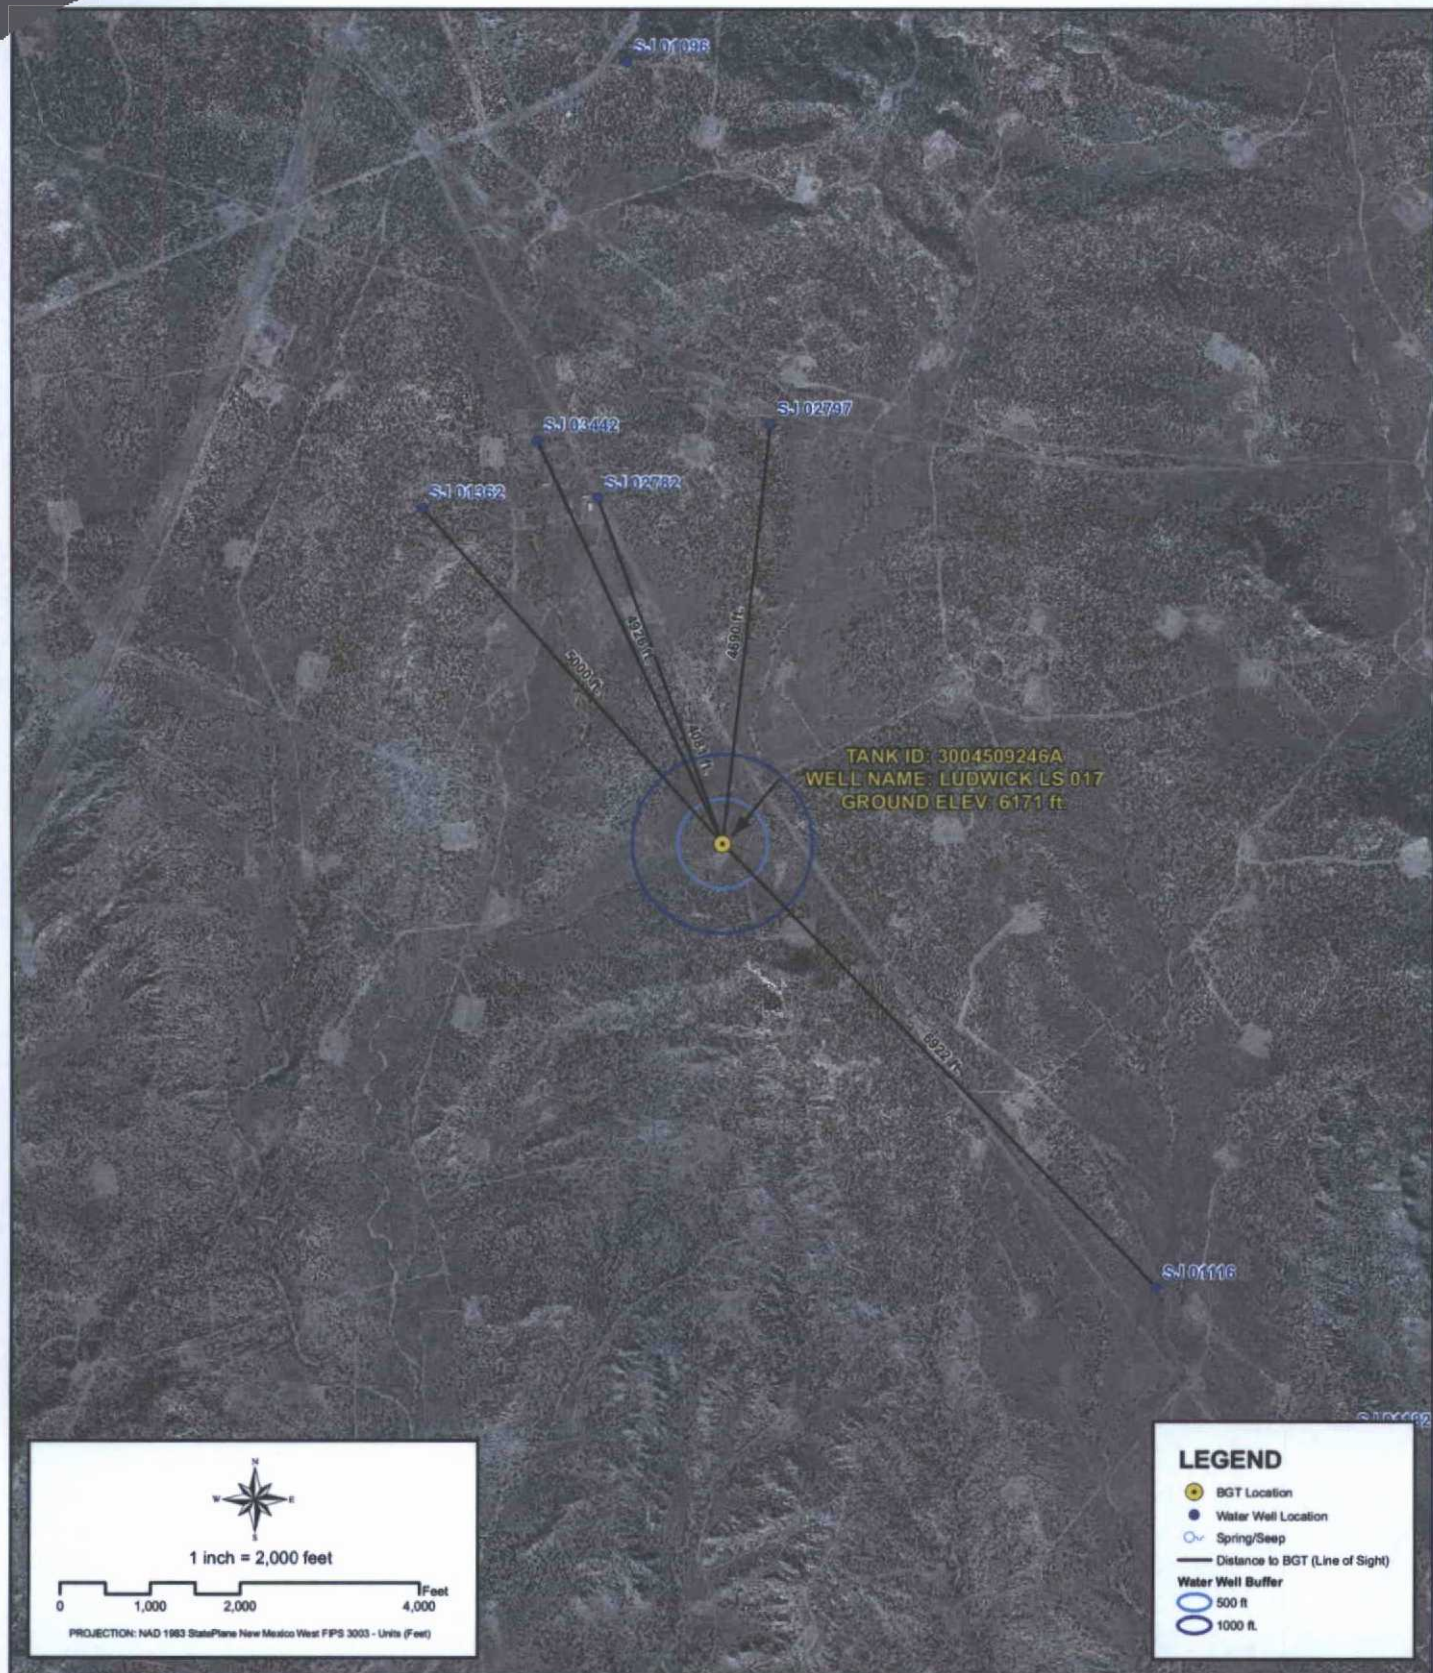 SJ 01096
SJ 02797
SJ 03442
SJ 02782
SJ 01362
4920 ft.
4690 ft.
5000 ft.
TANK ID: 3004509246A
WELL NAME: LUDWICK LS 017
GROUND ELEV: 6171 ft.
6922 ft.
SJ 01116
N
W E
S
1 inch = 2,000 feet
Feet
0 1,000 2,000 4,000
PROJECTION: NAD 1983 StatePlane New Mexico West FIPS 3003 - Units (Feet)
LEGEND
BGT Location
Water Well Location
Spring/Seep
Distance to BGT (Line of Sight)
Water Well Buffer
500 ft
1000 ft.